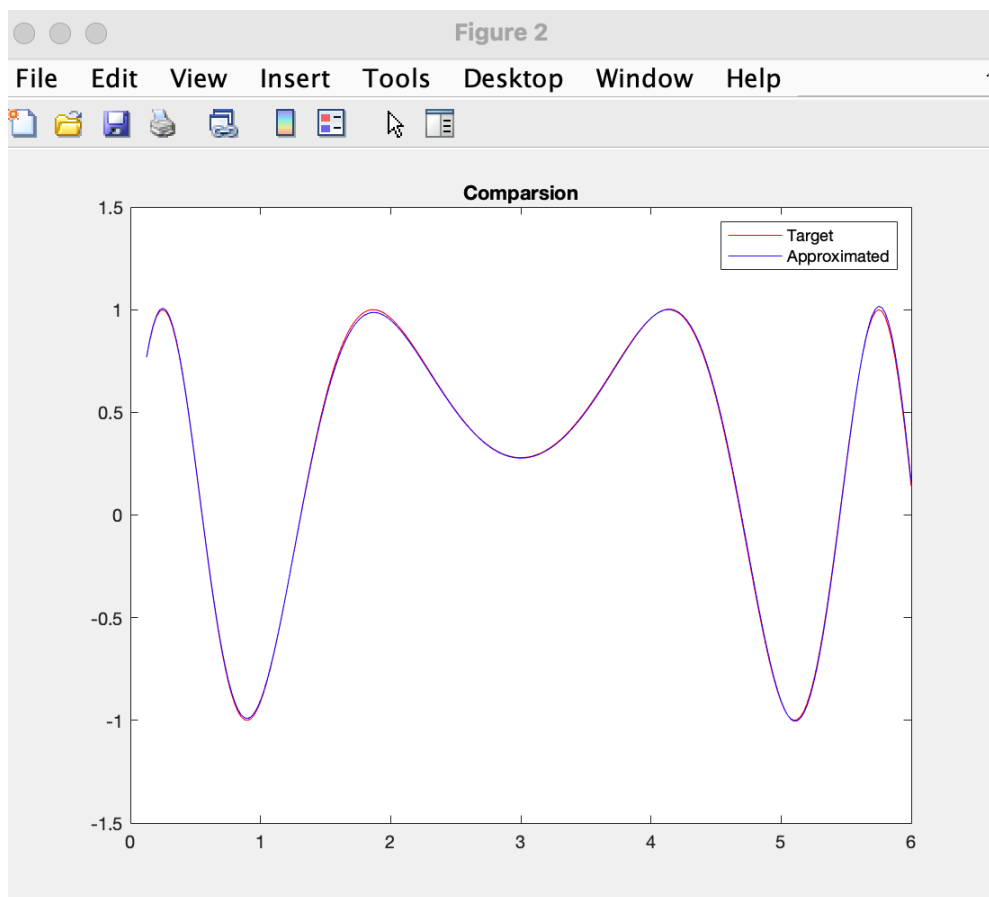 Figure 2
File Edit View Insert Tools Desktop Window Help
Comparsion
1.5
Target
Approximated
1
0.5
0
-0.5
-1
-1.5
0 1 2 3 4 5 6